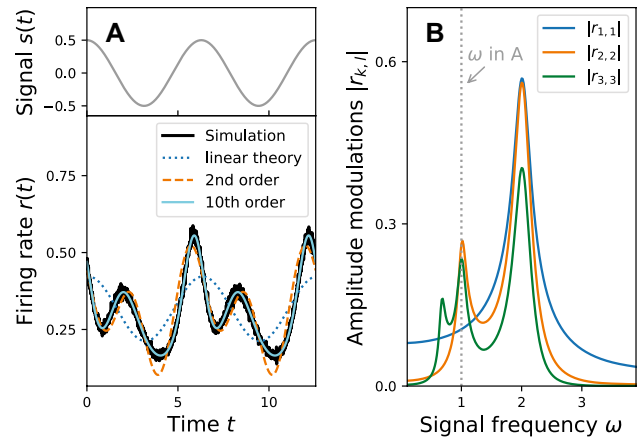 A
Signal s(t)
0.5
0.0
−0.5
Simulation
linear theory
2nd order
10th order
Firing rate r(t)
0.75
0.50
0.25
0
5
10
Time t
B
|r1,1|
|r2,2|
|r3,3|
ω in A
Amplitude modulations |rk,l|
0.6
0.3
0.0
1
2
3
Signal frequency ω